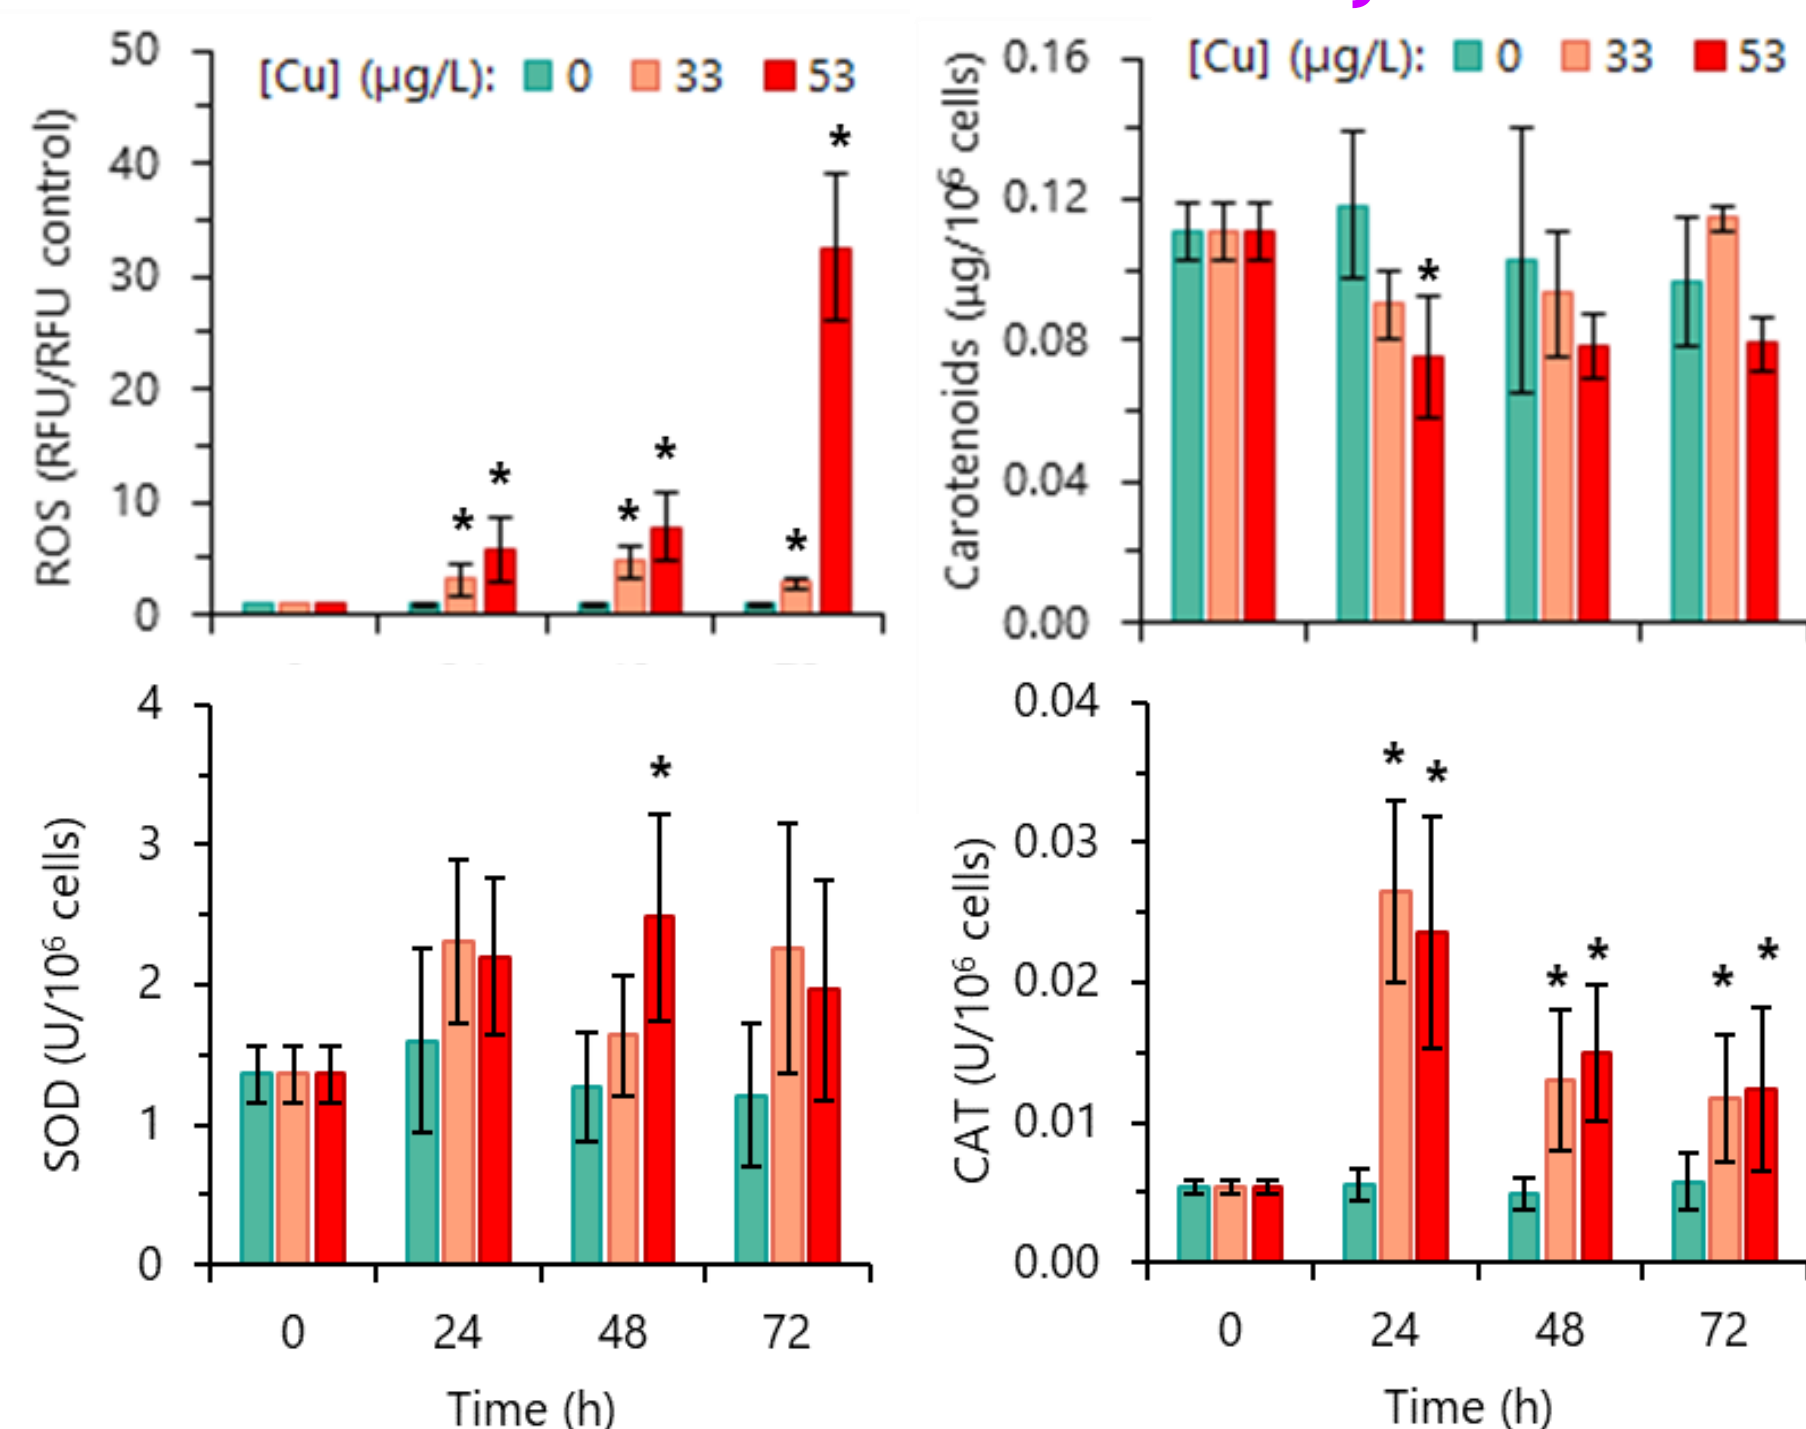 [Cu] (µg/L): 0 33 53
ROS (RFU/RFU control)
50
40
30
20
10
0
* * * * * *
[Cu] (µg/L): 0 33 53
Carotenoids (µg/10⁶ cells)
0.16
0.12
0.08
0.04
0.00
*
SOD (U/10⁶ cells)
4
3
2
1
0
*
0 24 48 72
Time (h)
CAT (U/10⁶ cells)
0.04
0.03
0.02
0.01
0.00
* * * * * *
0 24 48 72
Time (h)